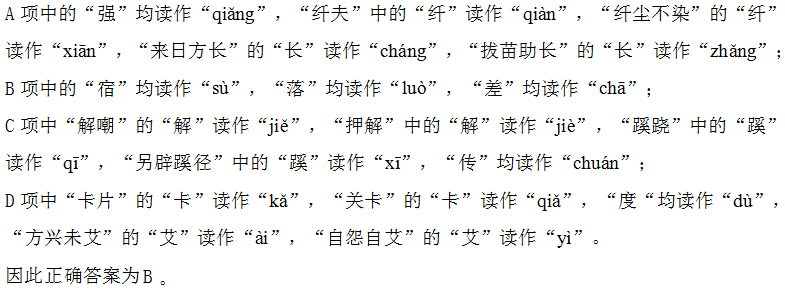 A 项中的“强”均读作“qiǎng”，“纤夫”中的“纤”读作“qiàn”，“纤尘不染”的“纤”
读作“xiān”，“来日方长”的“长”读作“cháng”，“拔苗助长”的“长”读作“zhǎng”；
B 项中的“宿”均读作“sù”，“落”均读作“luò”，“差”均读作“chā”；
C 项中“解嘲”的“解”读作“jiě”，“押解”中的“解”读作“jiè”，“蹊跷”中的“蹊”
读作“qī”，“另辟蹊径”中的“蹊”读作“xī”，“传”均读作“chuán”；
D 项中“卡片”的“卡”读作“kǎ”，“关卡”的“卡”读作“qiǎ”，“度“均读作“dù”，
“方兴未艾”的“艾”读作“ài”，“自怨自艾”的“艾”读作“yì”。
因此正确答案为 B 。